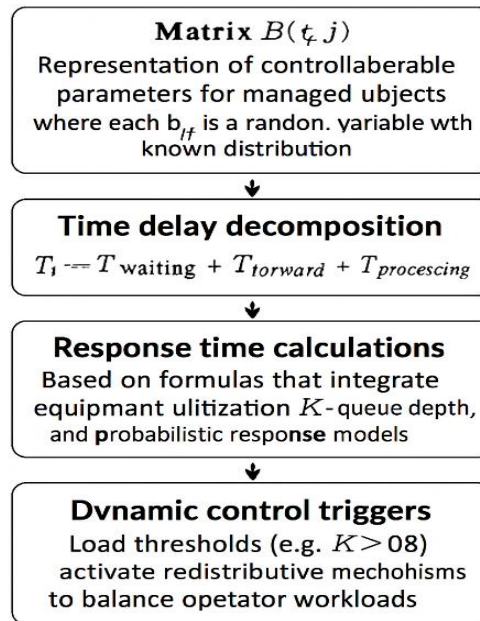 Matrix B(t, j)
Representation of controllaberable
parameters for managed ubjects
where each b_lf is a randon. yariable wth
known distribution
Time delay decomposition
T₁ -– T waiting + T torward + T procescing
Response time calculations
Based on formulas that integrate
equipmant ulitization K-queue depth,
and probabilistic response models
Dvnamic control triggers
Load thresholds (e.g. K> 08)
activate redistributive mechohisms
to balance opetator workloads